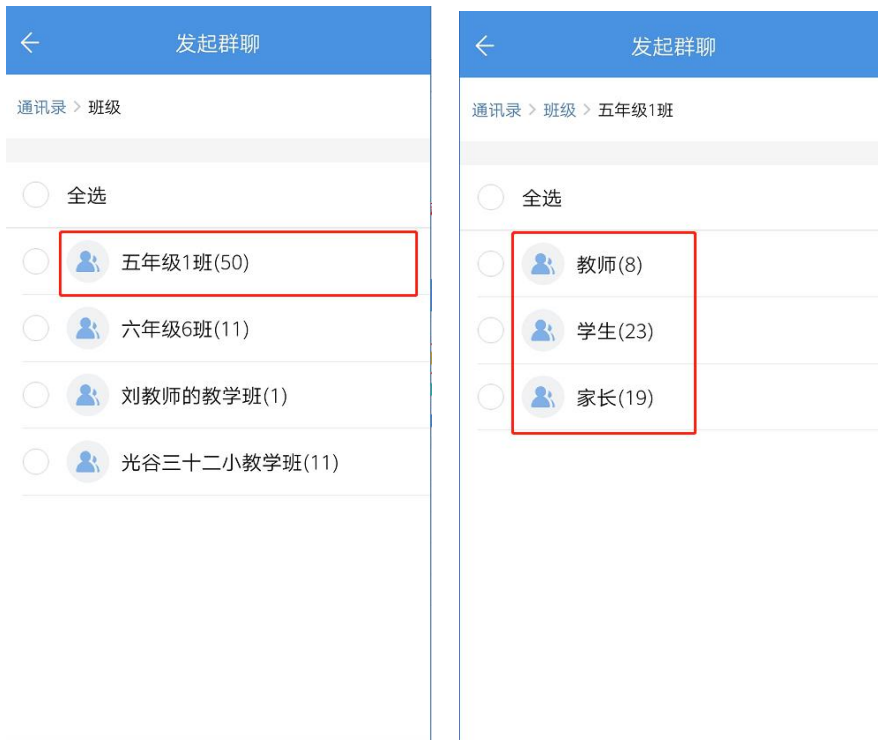 发起群聊
通讯录 > 班级
全选
五年级1班(50)
六年级6班(11)
刘教师的教学班(1)
光谷三十二小教学班(11)
发起群聊
通讯录 > 班级 > 五年级1班
全选
教师(8)
学生(23)
家长(19)